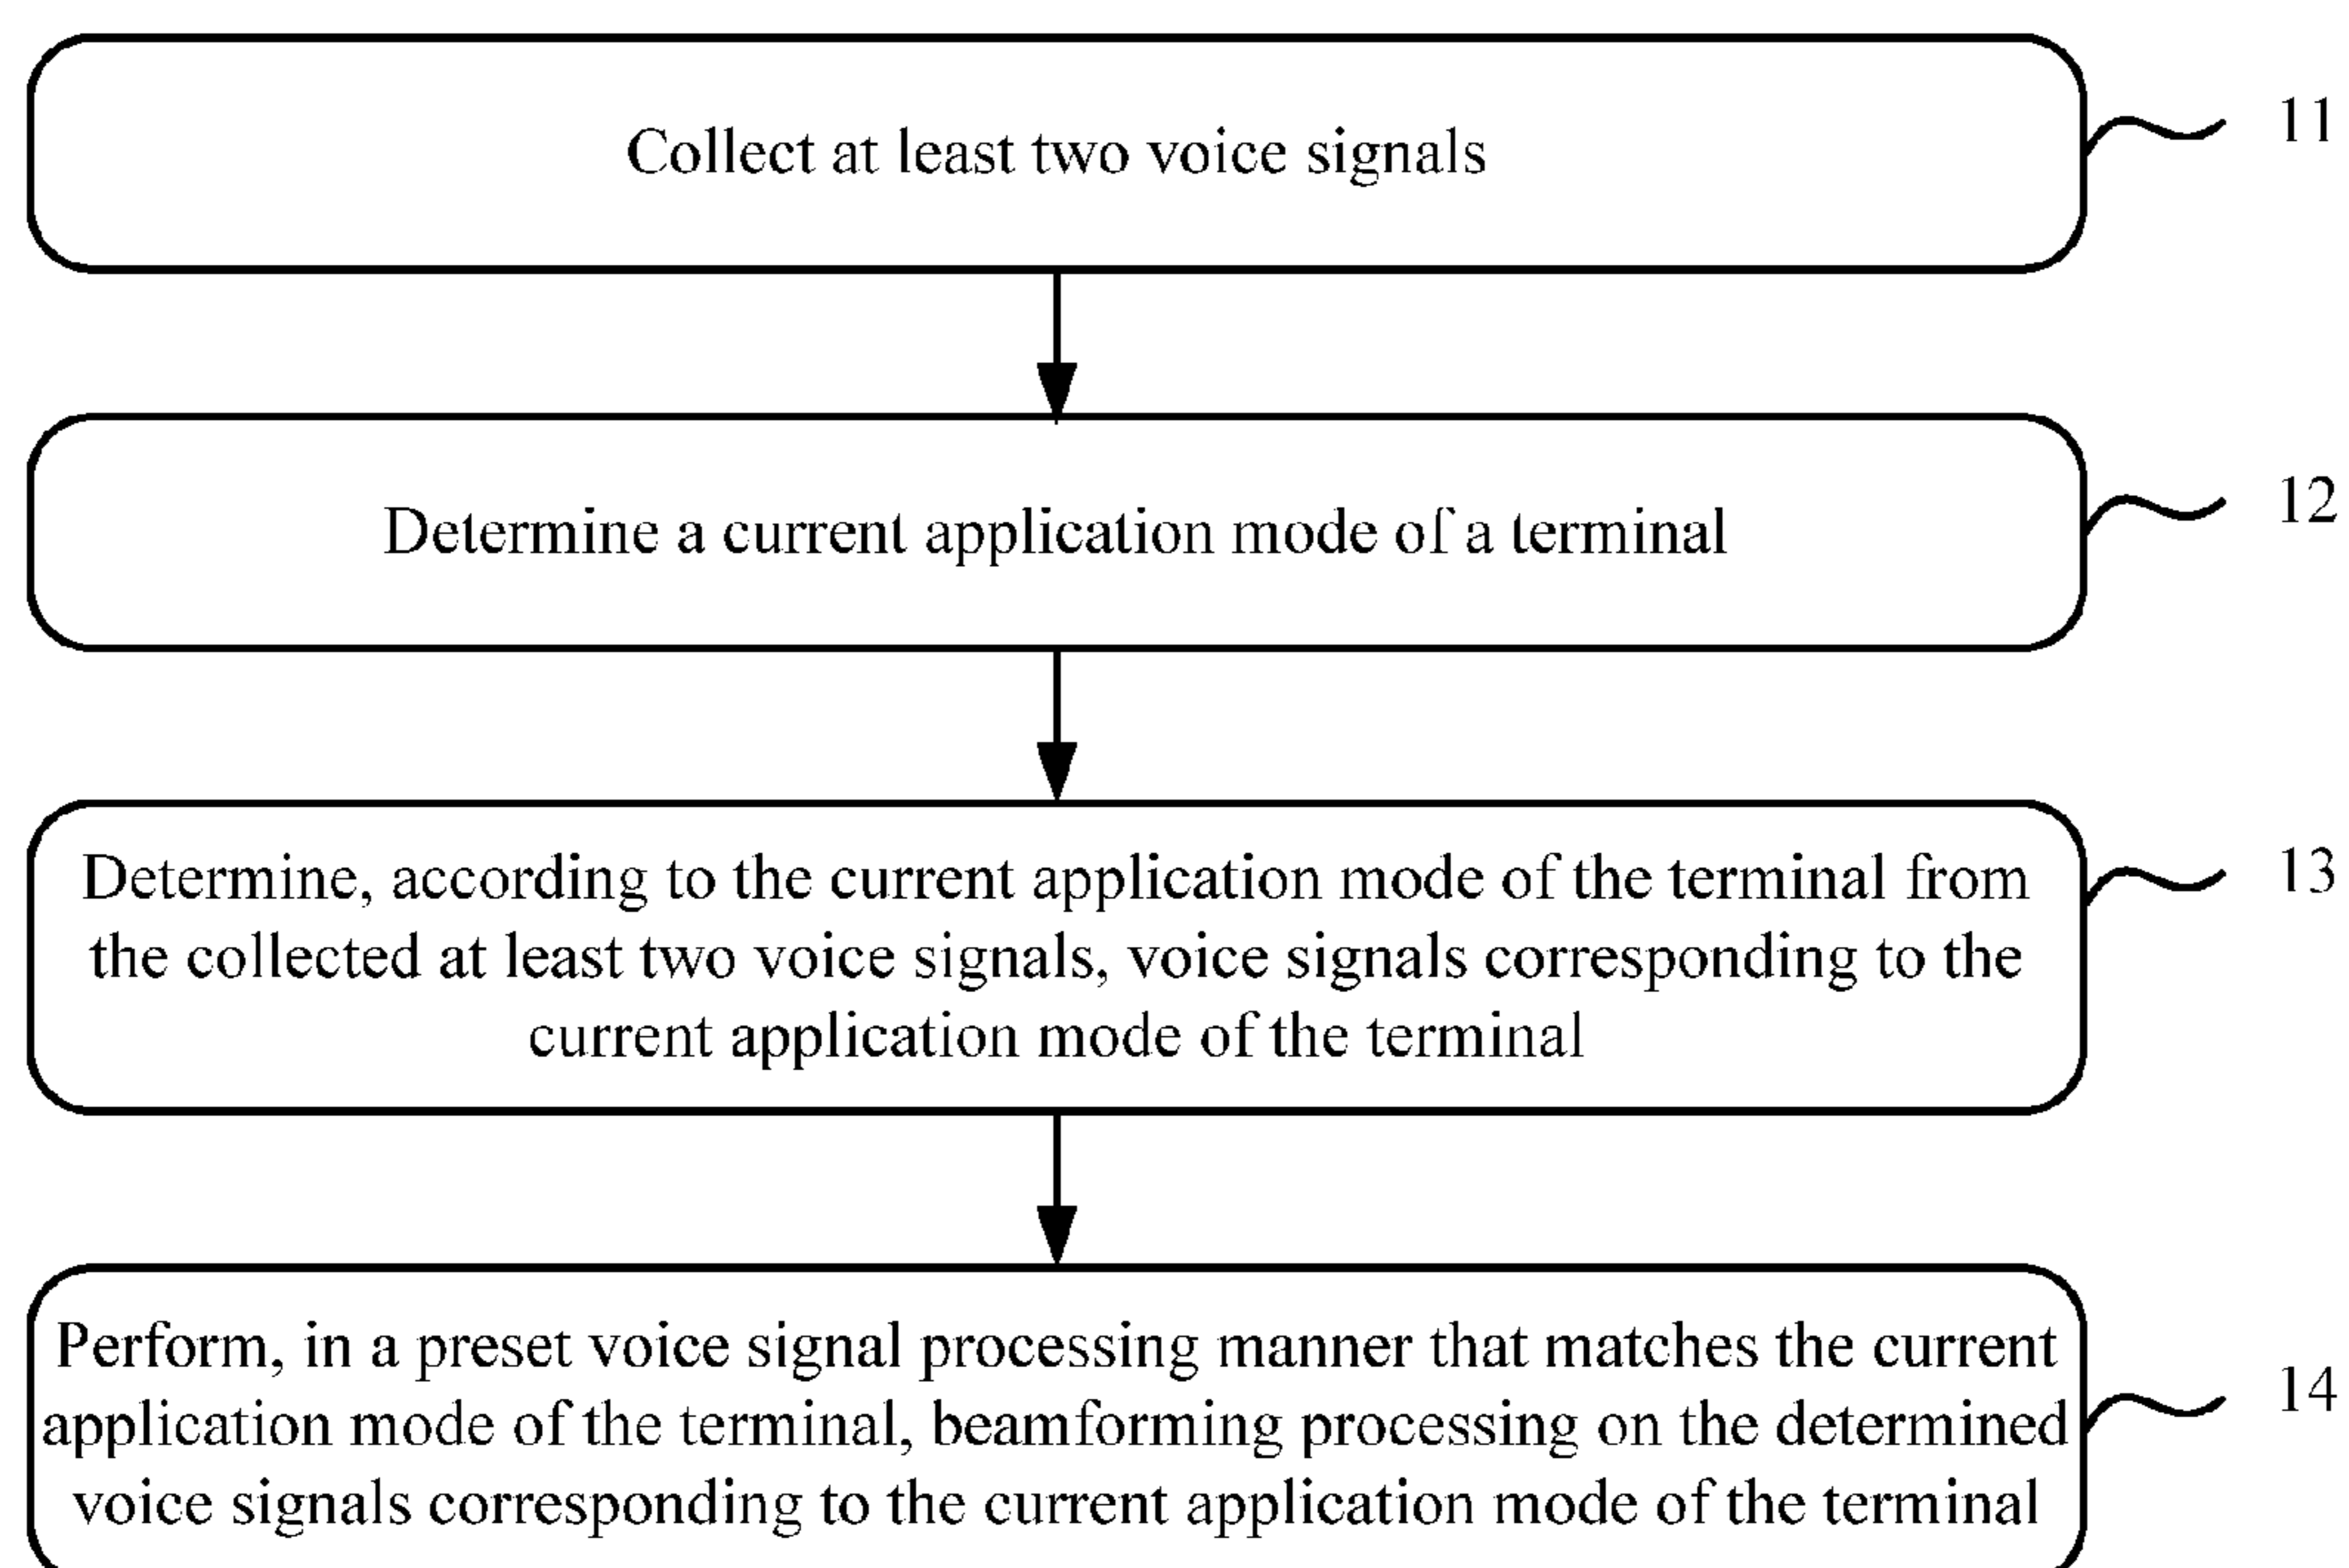 Collect at least two voice signals
11
Determine a current application mode of a terminal
12
Determine, according to the current application mode of the terminal from
the collected at least two voice signals, voice signals corresponding to the
current application mode of the terminal
13
Perform, in a preset voice signal processing manner that matches the current
application mode of the terminal, beamforming processing on the determined
voice signals corresponding to the current application mode of the terminal
14